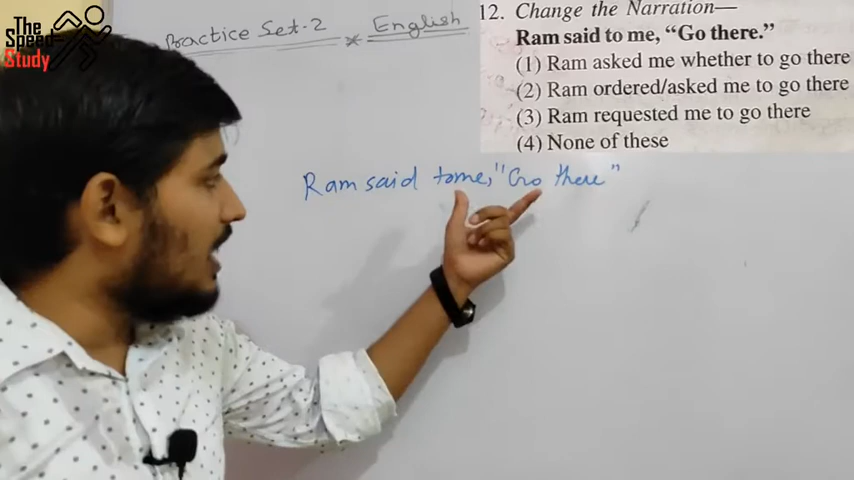 The
Speed
Study
Practice Set-2 × English
12. Change the Narration—
Ram said to me, “Go there.”
(1) Ram asked me whether to go there
(2) Ram ordered/asked me to go there
(3) Ram requested me to go there
(4) None of these
Ram said to me, "Go there"